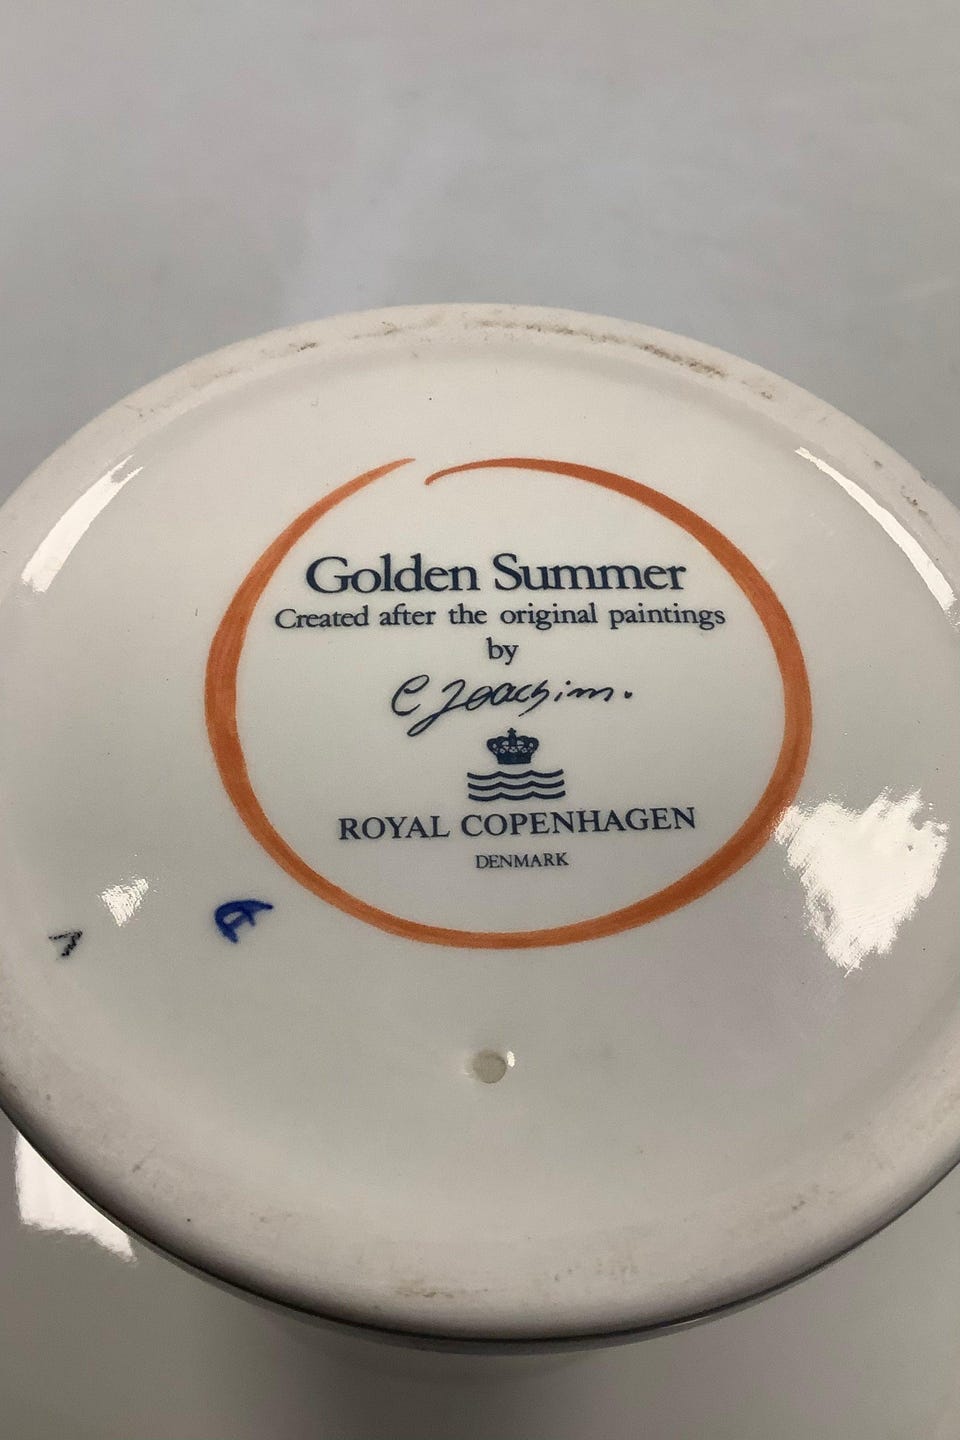 Golden Summer
Created after the original paintings
by
C Joachim.
ROYAL COPENHAGEN
DENMARK